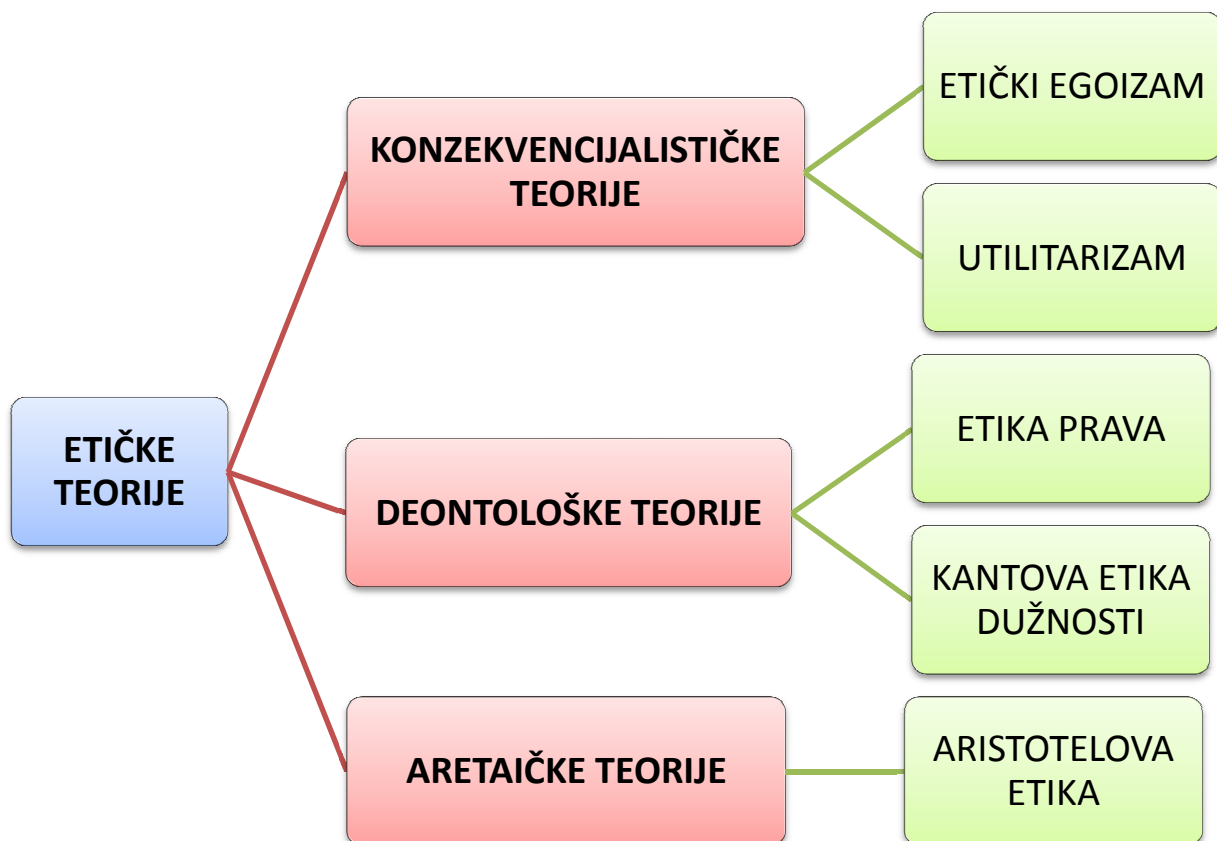 ETIČKE
TEORIJE
KONZEKVENCIJALISTIČKE
TEORIJE
ETIČKI EGOIZAM
UTILITARIZAM
DEONTOLOŠKE TEORIJE
ETIKA PRAVA
KANTOVA ETIKA
DUŽNOSTI
ARETAIČKE TEORIJE
ARISTOTELOVA
ETIKA